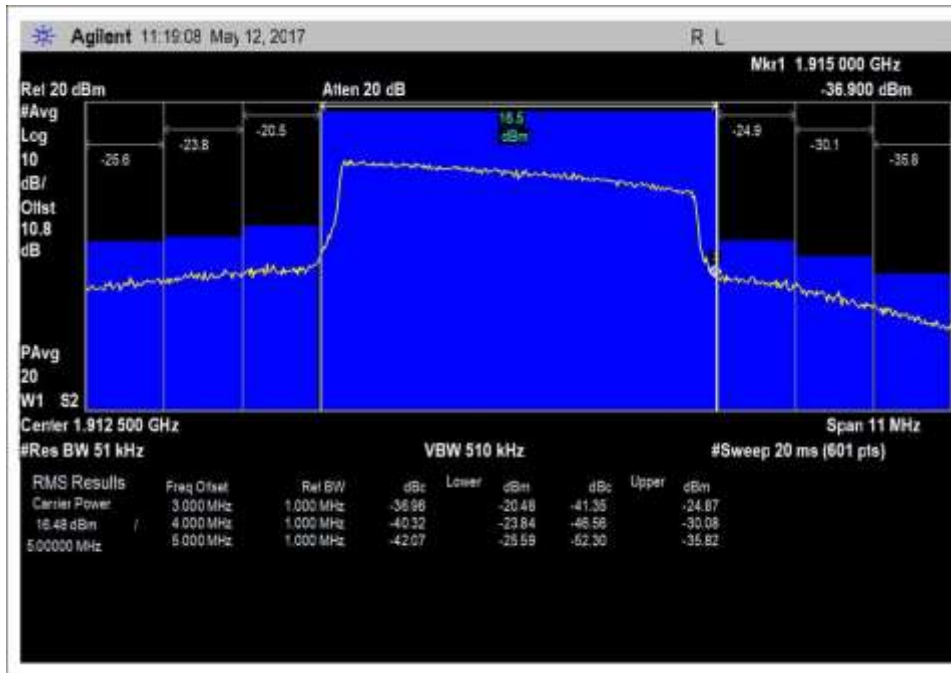 Agilent 11:19:08 May 12, 2017 R L
Mkr1 1.915 000 GHz
Ref 20 dBm Atten 20 dB -36.900 dBm
#Avg
Log
10
dB/
Offst
10.8
dB
-25.6 -23.8 -20.5 16.5 dBm -24.9 -30.1 -35.8
PAvg
20
W1 S2
Center 1.912 500 GHz Span 11 MHz
#Res BW 51 kHz VBW 510 kHz #Sweep 20 ms (601 pts)
RMS Results Freq Offset Ref BW dBc Lower dBm dBc Upper dBm
Carrier Power 3.000 MHz 1.000 MHz -36.96 -20.48 -41.35 -24.87
16.48 dBm / 4.000 MHz 1.000 MHz -40.32 -23.84 -46.56 -30.08
5.00000 MHz 5.000 MHz 1.000 MHz -42.07 -25.59 -52.30 -35.82